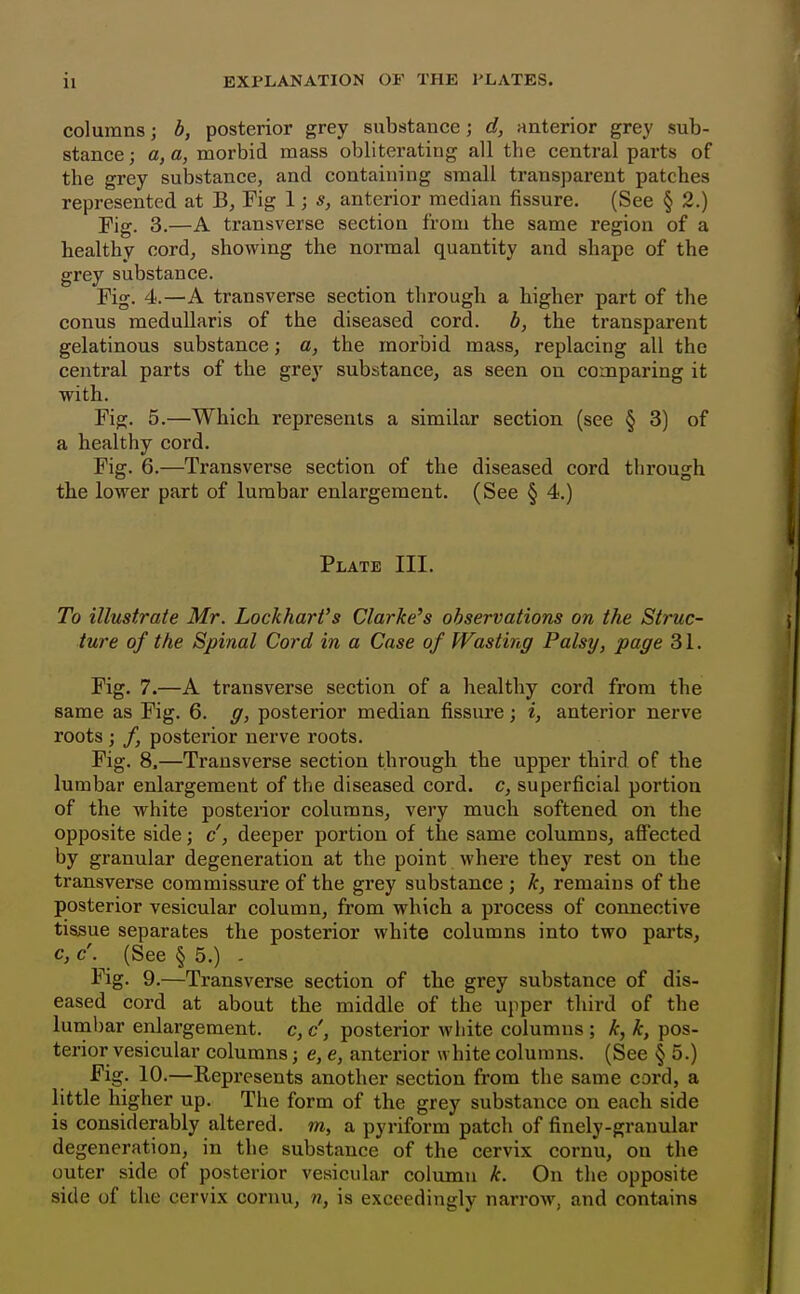 ii EXPLANATION OF THE PLATES.
columns; b, posterior grey substance; d, anterior grey sub-
stance; a, a, morbid mass obliterating all the central parts of
the grey substance, and containing small transparent patches
represented at B, Fig 1; s, anterior median fissure. (See § 2.)
Fig. 3.—A transverse section from the same region of a
healthy cord, showing the normal quantity and shape of the
grey substance.
Fig. 4.—A transverse section through a higher part of the
conus medullaris of the diseased cord. b, the transparent
gelatinous substance; a, the morbid mass, replacing all the
central parts of the grey substance, as seen on comparing it
with.
Fig. 5.—Which represents a similar section (see § 3) of
a healthy cord.
Fig. 6.—Transverse section of the diseased cord through
the lower part of lumbar enlargement. (See § 4.)
PLATE III.
To illustrate Mr. Lockhart's Clarke's observations on the Struc-
ture of the Spinal Cord in a Case of Wasting Palsy, page 31.
Fig. 7.—A transverse section of a healthy cord from the
same as Fig. 6. g, posterior median fissure; i, anterior nerve
roots; f, posterior nerve roots.
Fig. 8.—Transverse section through the upper third of the
lumbar enlargement of the diseased cord. c, superficial portion
of the white posterior columns, very much softened on the
opposite side; c', deeper portion of the same columns, affected
by granular degeneration at the point where they rest on the
transverse commissure of the grey substance; k, remains of the
posterior vesicular column, from which a process of connective
tissue separates the posterior white columns into two parts,
c, c'. (See § 5.) -
Fig. 9.—Transverse section of the grey substance of dis-
eased cord at about the middle of the upper third of the
lumbar enlargement. c, c', posterior white columns; k, k, pos-
terior vesicular columns; e, e, anterior white columns. (See § 5.)
Fig. 10.—Represents another section from the same cord, a
little higher up. The form of the grey substance on each side
is considerably altered. m, a pyriform patch of finely-granular
degeneration, in the substance of the cervix cornu, on the
outer side of posterior vesicular column k. On the opposite
side of the cervix cornu, n, is exceedingly narrow, and contains